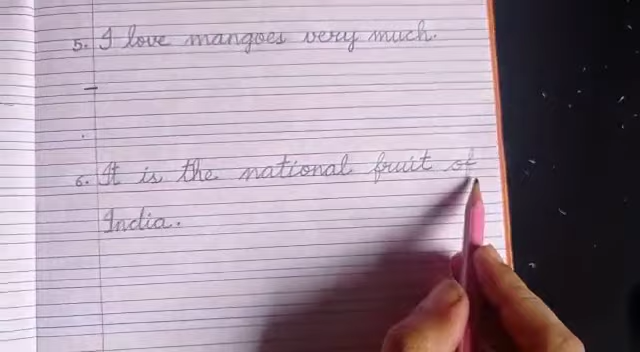 5. I love mangoes very much.
6. It is the national fruit of
India.